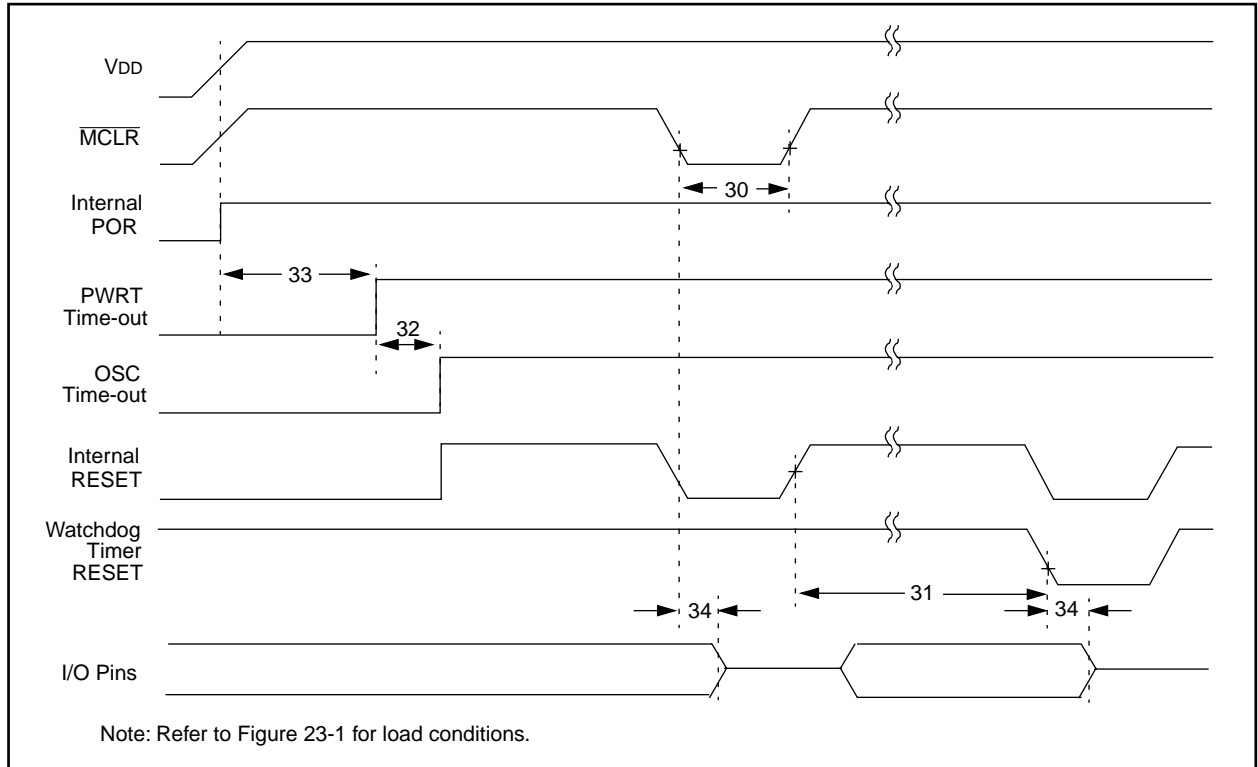 VDD
MCLR
Internal
POR
30
33
PWRT
Time-out
32
OSC
Time-out
Internal
RESET
Watchdog
Timer
RESET
31
34
34
I/O Pins
Note: Refer to Figure 23-1 for load conditions.